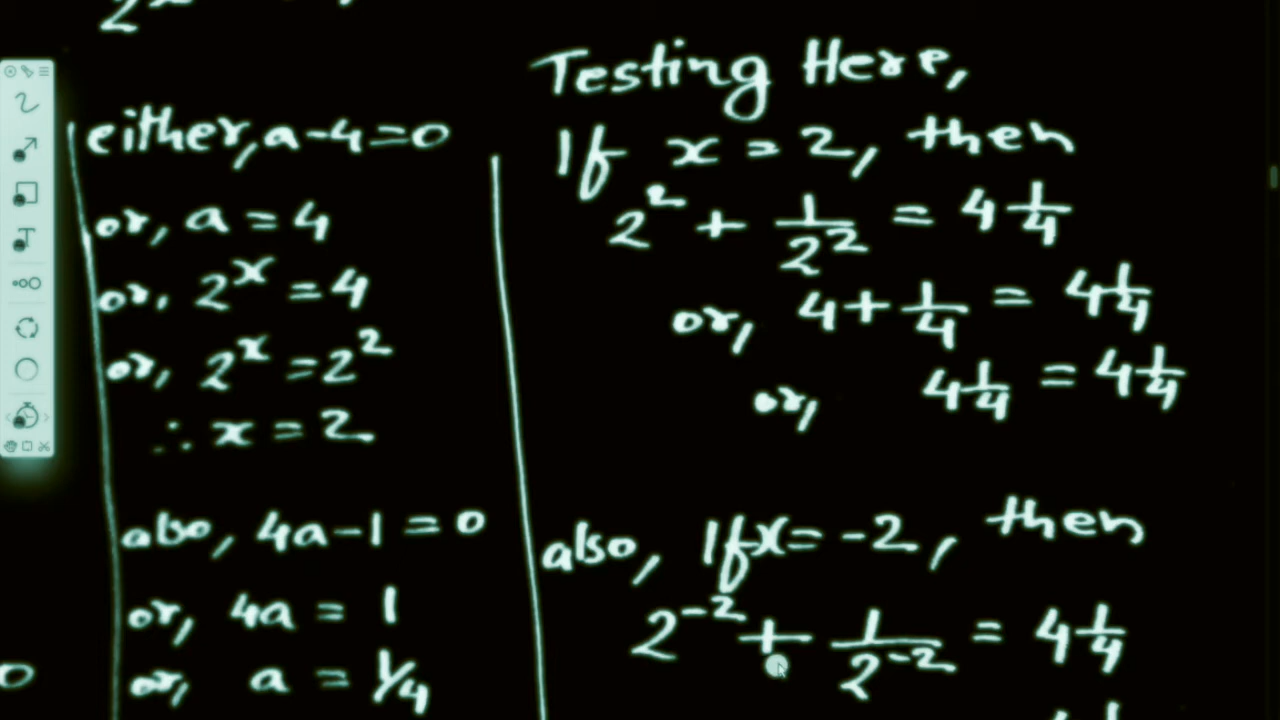 2^x
either, a-4=0
or, a = 4
or, 2^x = 4
or, 2^x = 2^2
∴ x = 2
also, 4a-1 = 0
or, 4a = 1
or, a = 1/4
0
Testing Here,
If x = 2, then
2^2 + 1/2^2 = 4 1/4
or, 4 + 1/4 = 4 1/4
or, 4 1/4 = 4 1/4
also, If x = -2, then
2^-2 + 1/2^-2 = 4 1/4